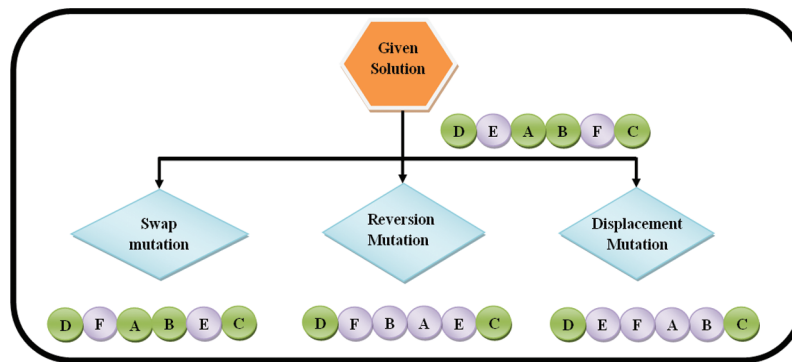 Given
Solution
D E A B F C
Swap
mutation
Reversion
Mutation
Displacement
Mutation
D F A B E C
D F B A E C
D E F A B C